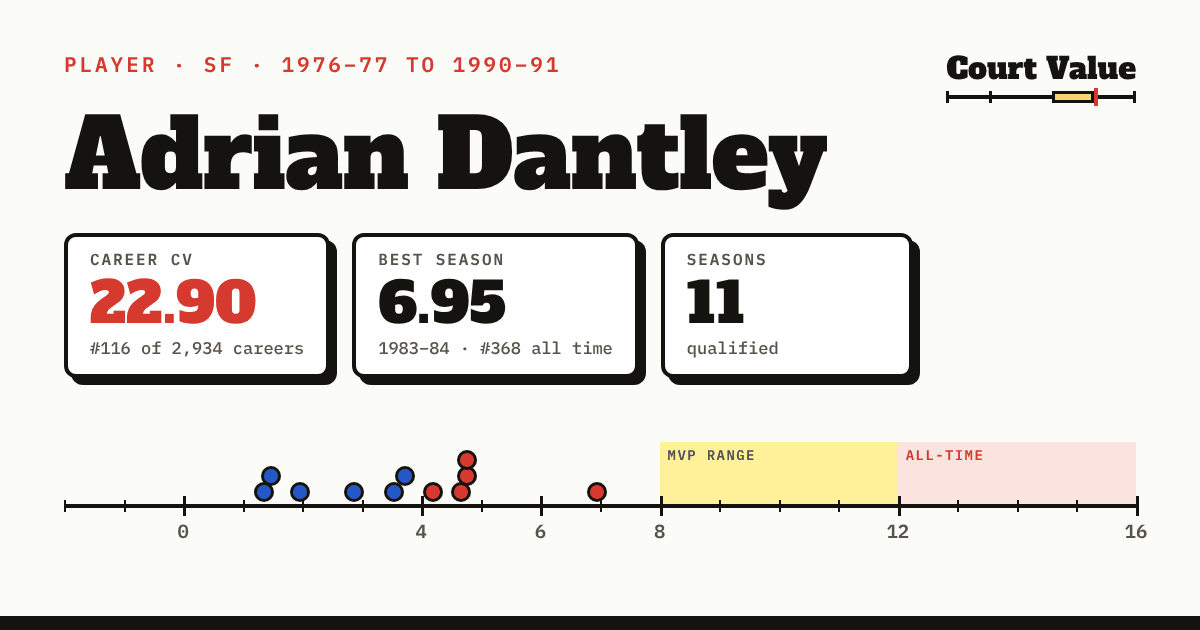 PLAYER · SF · 1976–77 TO 1990–91
Court Value
Adrian Dantley
CAREER CV
22.90
#116 of 2,934 careers
BEST SEASON
6.95
1983–84 · #368 all time
SEASONS
11
qualified
MVP RANGE
ALL-TIME
0 4 6 8 12 16